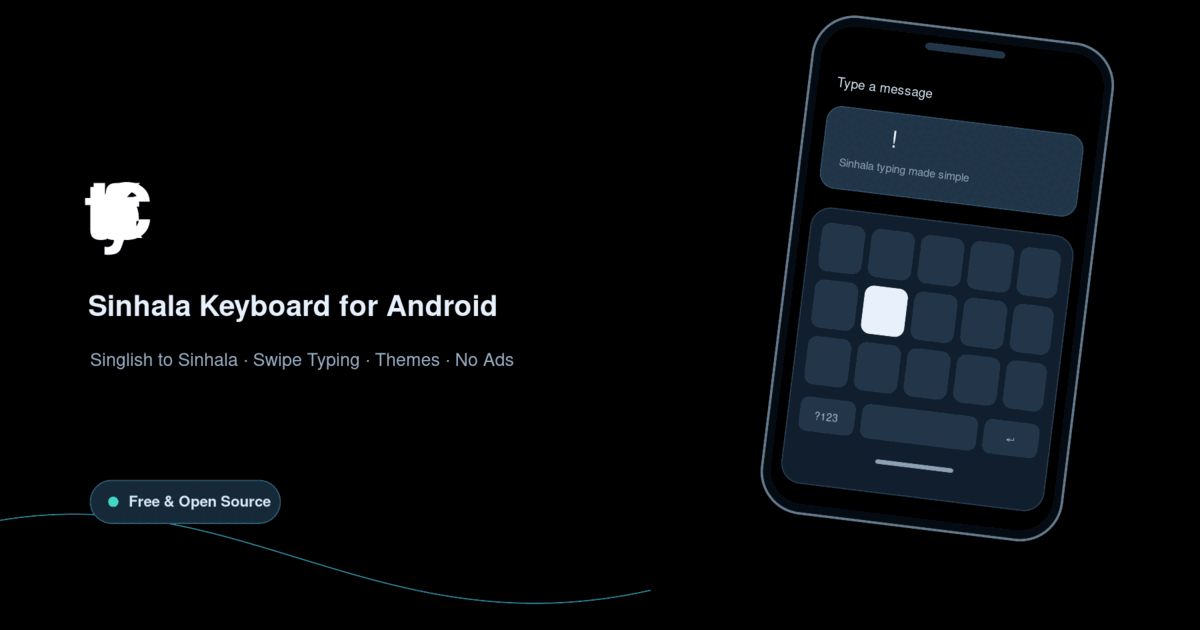 Type a message
!
Sinhala typing made simple
Sinhala Keyboard for Android
Singlish to Sinhala · Swipe Typing · Themes · No Ads
?123
↵
Free & Open Source